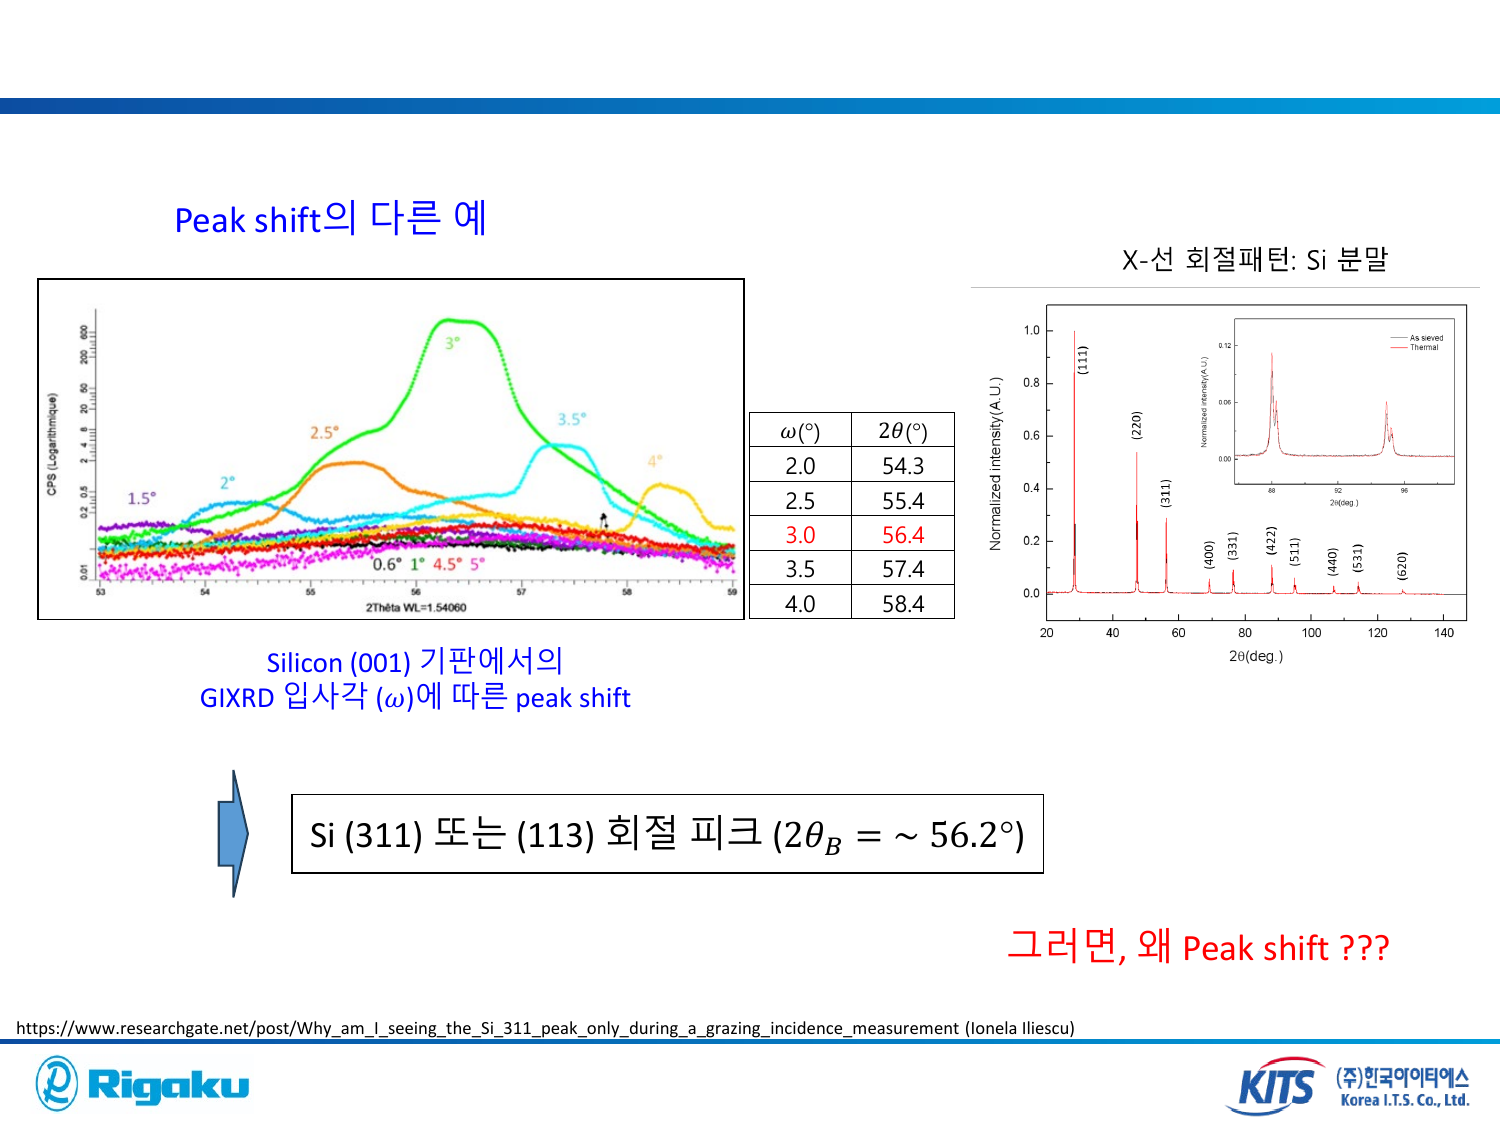 Peak shift의 다른 예
X-선 회절패턴: Si 분말
CPS (Logarithmique)
600
200
50
20
8
4
2
0.5
0.2
0.01
1.5°
2°
2.5°
3°
3.5°
4°
0.6° 1° 4.5° 5°
53 54 55 56 57 58 59
2Thêta WL=1.54060
ω(°) 2θ(°)
2.0 54.3
2.5 55.4
3.0 56.4
3.5 57.4
4.0 58.4
Normalized intensity(A.U.)
1.0
0.8
0.6
0.4
0.2
0.0
(111)
(220)
(311)
(400)
(331)
(422)
(511)
(440)
(531)
(620)
20 40 60 80 100 120 140
2θ(deg.)
Normalized intensity(A.U.)
0.12
0.06
0.00
As sieved
Thermal
88 92 96
2θ(deg.)
Silicon (001) 기판에서의
GIXRD 입사각 (ω)에 따른 peak shift
Si (311) 또는 (113) 회절 피크 (2θB = ~ 56.2°)
그러면, 왜 Peak shift ???
https://www.researchgate.net/post/Why_am_I_seeing_the_Si_311_peak_only_during_a_grazing_incidence_measurement (Ionela Iliescu)
Rigaku
KITS
(주)한국아이티에스
Korea I.T.S. Co., Ltd.